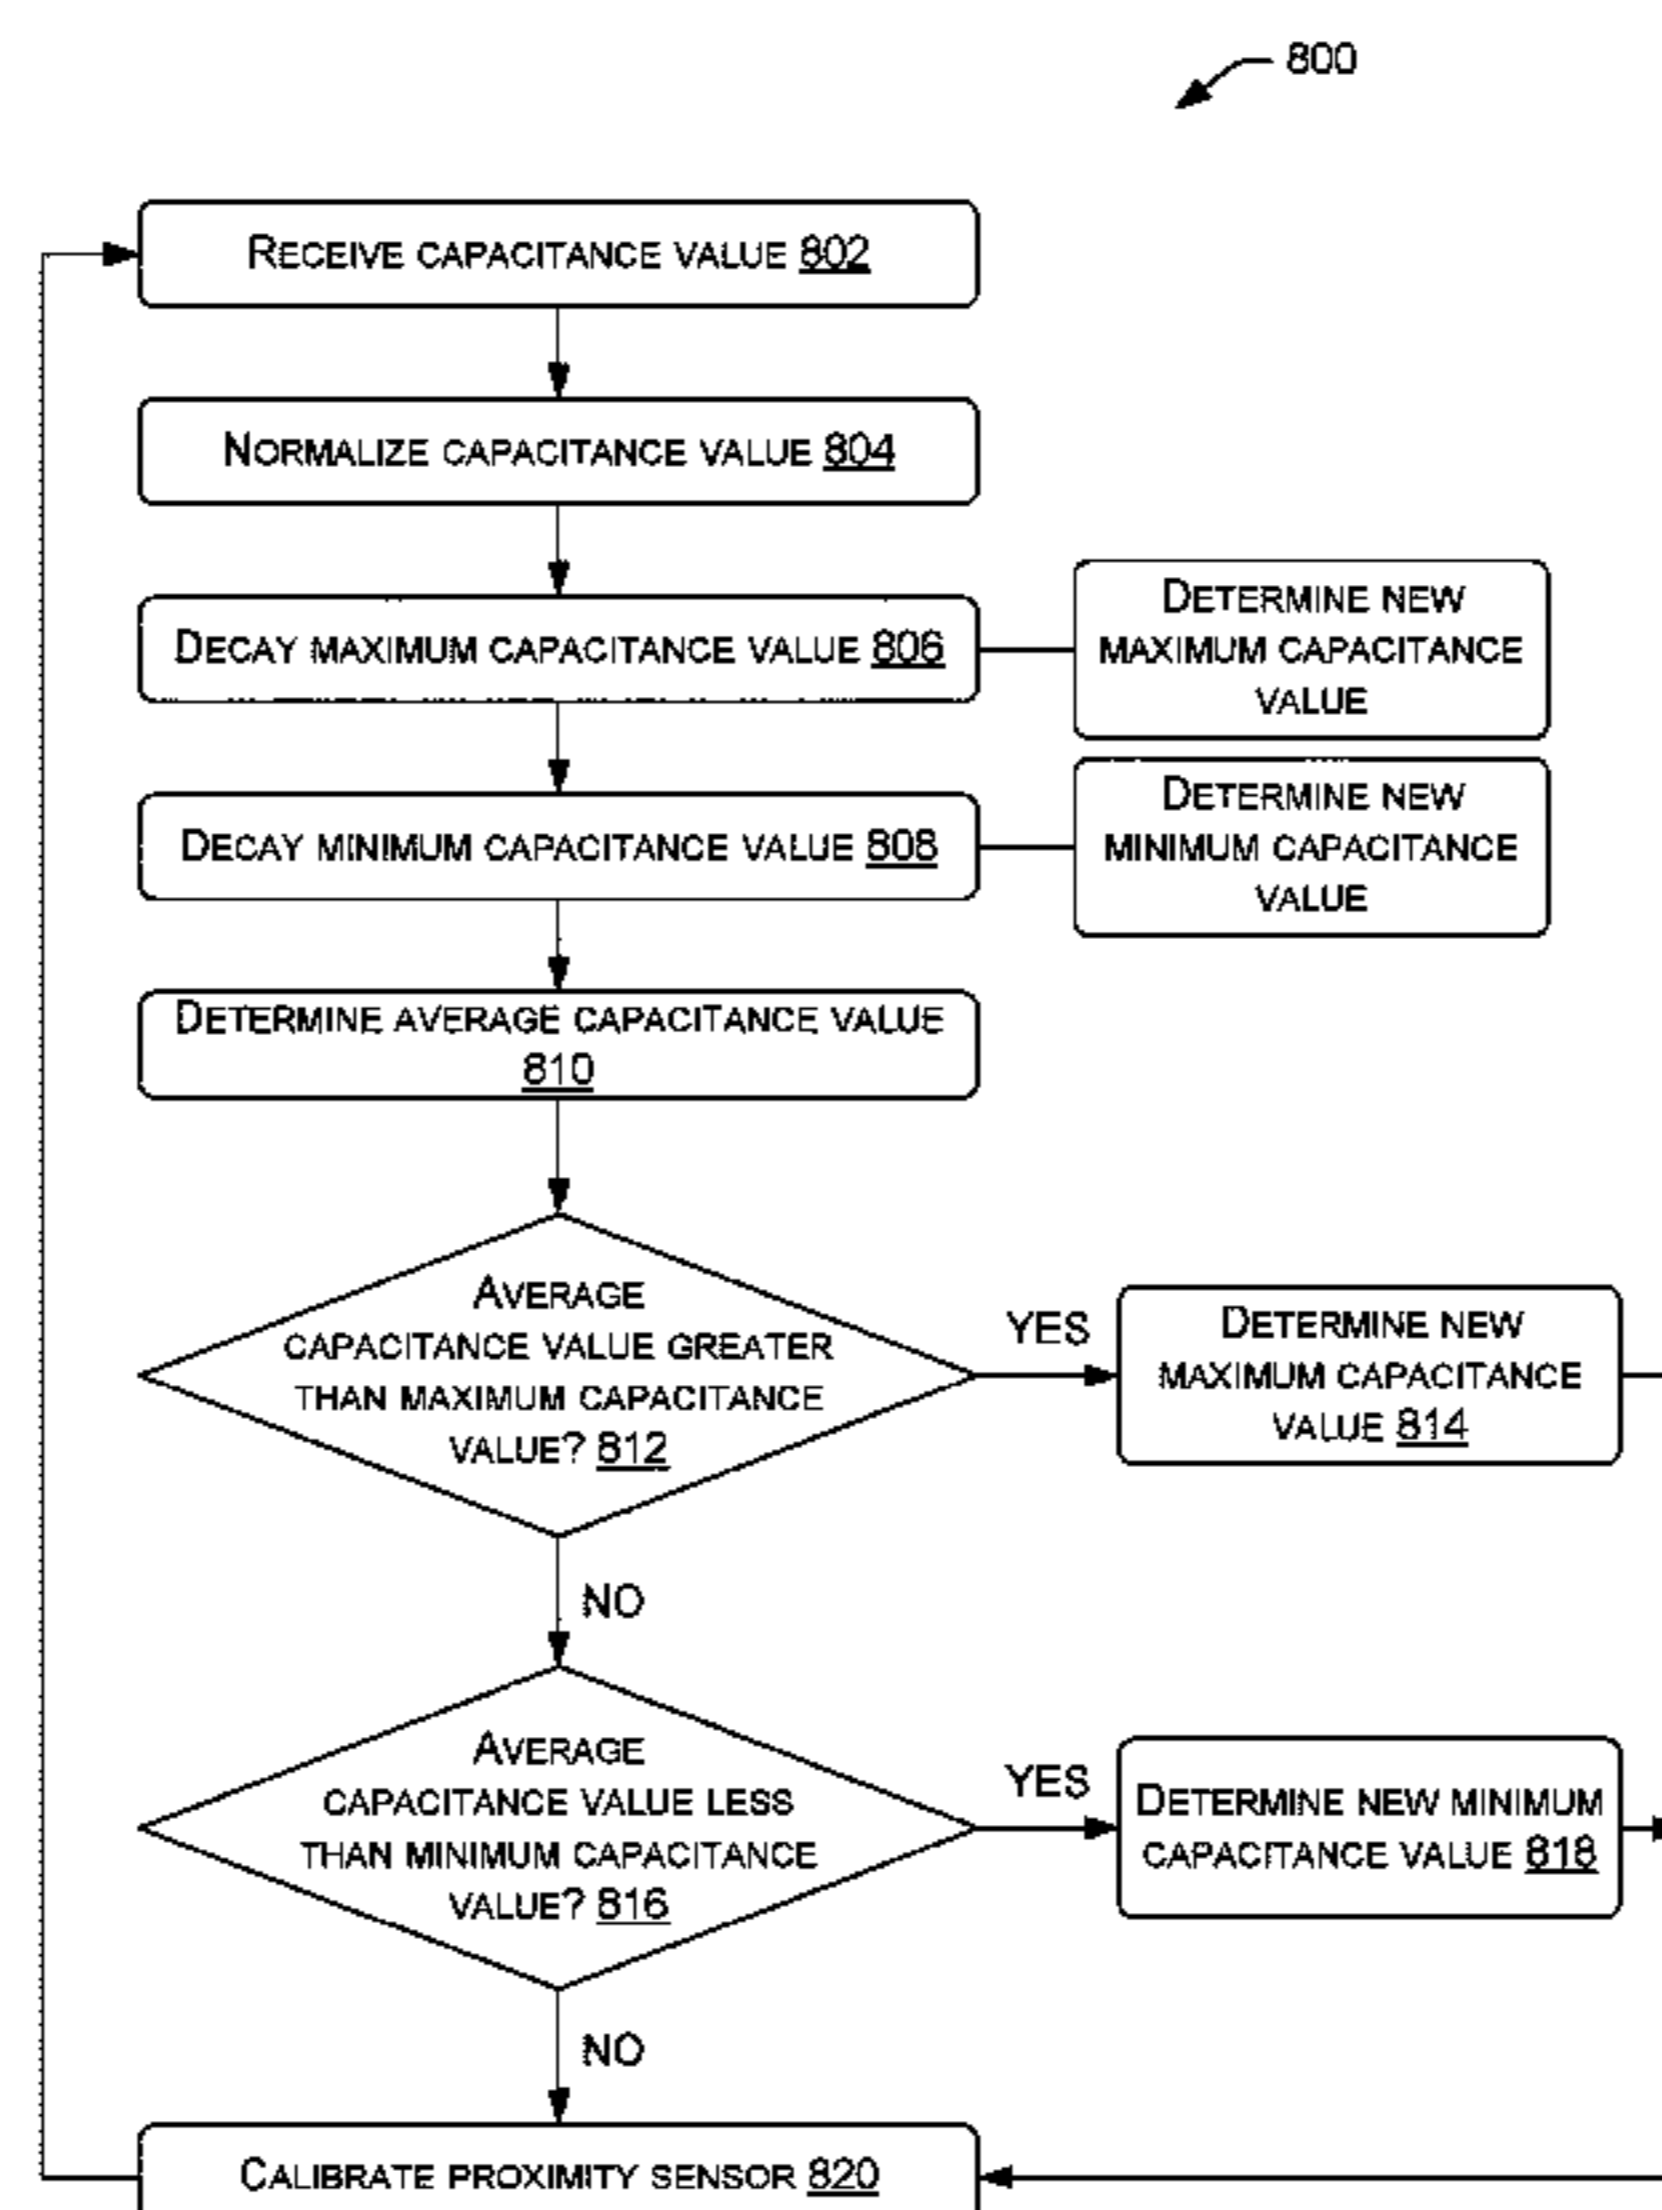 800
RECEIVE CAPACITANCE VALUE 802
NORMALIZE CAPACITANCE VALUE 804
DECAY MAXIMUM CAPACITANCE VALUE 806
DETERMINE NEW
MAXIMUM CAPACITANCE
VALUE
DECAY MINIMUM CAPACITANCE VALUE 808
DETERMINE NEW
MINIMUM CAPACITANCE
VALUE
DETERMINE AVERAGE CAPACITANCE VALUE
810
AVERAGE
CAPACITANCE VALUE GREATER
THAN MAXIMUM CAPACITANCE
VALUE? 812
YES
DETERMINE NEW
MAXIMUM CAPACITANCE
VALUE 814
NO
AVERAGE
CAPACITANCE VALUE LESS
THAN MINIMUM CAPACITANCE
VALUE? 816
YES
DETERMINE NEW MINIMUM
CAPACITANCE VALUE 818
NO
CALIBRATE PROXIMITY SENSOR 820